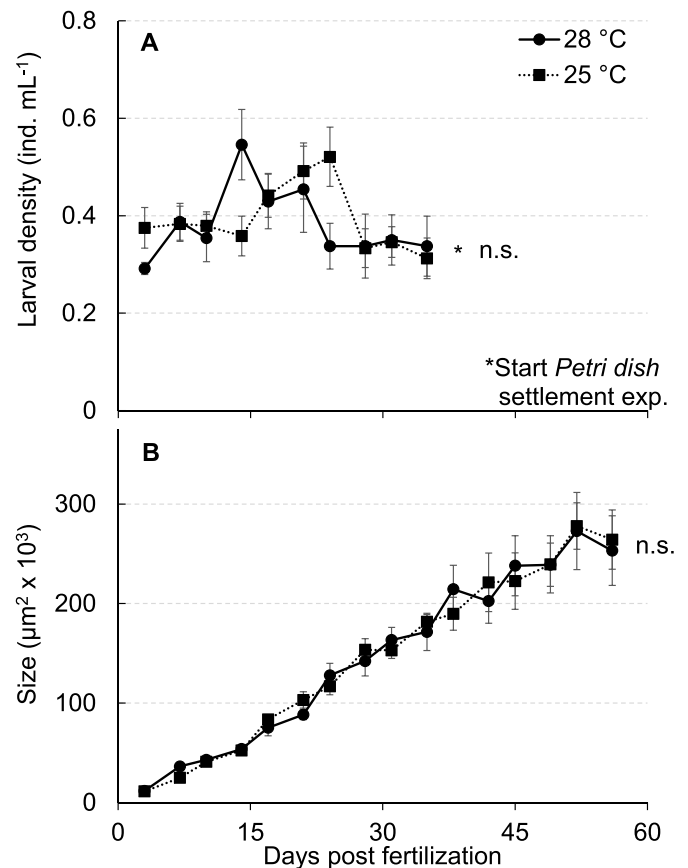 0.8
A
28 °C
25 °C
0.6
0.4
0.2
0
Larval density (ind. mL⁻¹)
* n.s.
*Start Petri dish
settlement exp.
B
300
200
100
0
Size (µm² x 10³)
n.s.
0 15 30 45 60
Days post fertilization